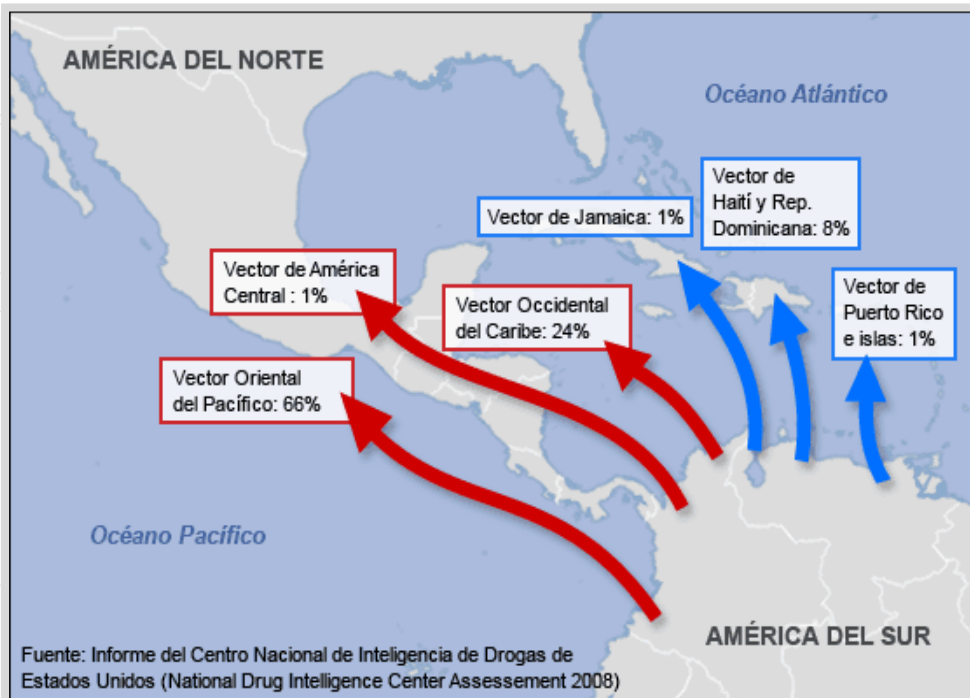 AMÉRICA DEL NORTE
Océano Atlántico
Vector de Jamaica: 1%
Vector de
Haití y Rep.
Dominicana: 8%
Vector de América
Central : 1%
Vector Occidental
del Caribe: 24%
Vector de
Puerto Rico
e islas: 1%
Vector Oriental
del Pacífico: 66%
Océano Pacífico
AMÉRICA DEL SUR
Fuente: Informe del Centro Nacional de Inteligencia de Drogas de
Estados Unidos (National Drug Intelligence Center Assessement 2008)